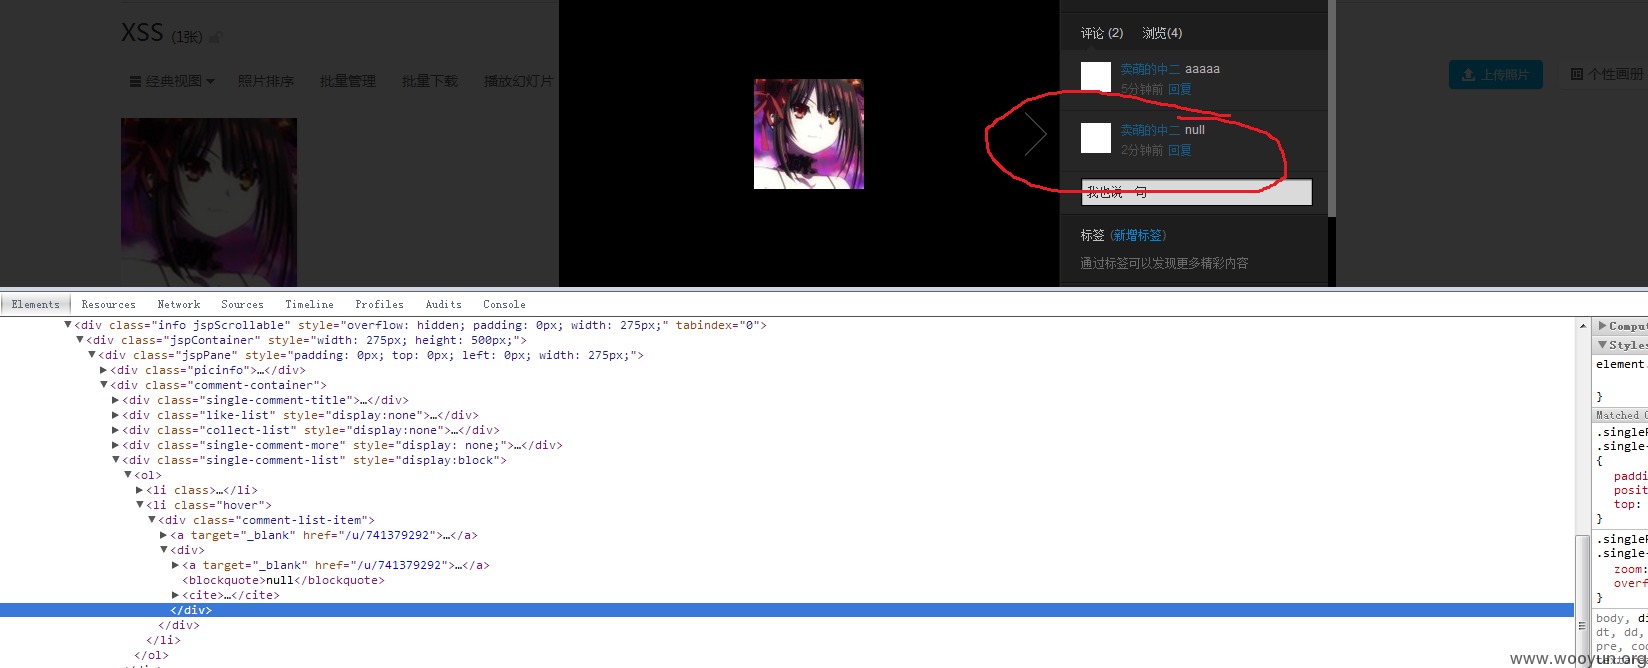 XSS (1张)
经典视图 照片排序 批量管理 批量下载 播放幻灯片
评论 (2) 浏览(4)
卖萌的中二 aaaaa
5分钟前 回复
卖萌的中二 null
2分钟前 回复
我也说一句
标签 (新增标签)
通过标签可以发现更多精彩内容
上传照片 个性画册
Elements Resources Network Sources Timeline Profiles Audits Console
▼<div class="info jspScrollable" style="overflow: hidden; padding: 0px; width: 275px;" tabindex="0">
▼<div class="jspContainer" style="width: 275px; height: 500px;">
▼<div class="jspPane" style="padding: 0px; top: 0px; left: 0px; width: 275px;">
▶<div class="picinfo">…</div>
▼<div class="comment-container">
▶<div class="single-comment-title">…</div>
▶<div class="like-list" style="display:none">…</div>
▶<div class="collect-list" style="display:none">…</div>
▶<div class="single-comment-more" style="display: none;">…</div>
▼<div class="single-comment-list" style="display:block">
▼<ol>
▶<li class>…</li>
▼<li class="hover">
▼<div class="comment-list-item">
▶<a target="_blank" href="/u/741379292">…</a>
▼<div>
▶<a target="_blank" href="/u/741379292">…</a>
<blockquote>null</blockquote>
▶<cite>…</cite>
</div>
</div>
</li>
</ol>
▶Comput
▼Styles
element.
}
Matched C
.single
.single-
{
paddi
posit
top:
}
.single
.single-
zoom:
overf
}
body, di
dt, dd,
pre, co
www.wooyun.org